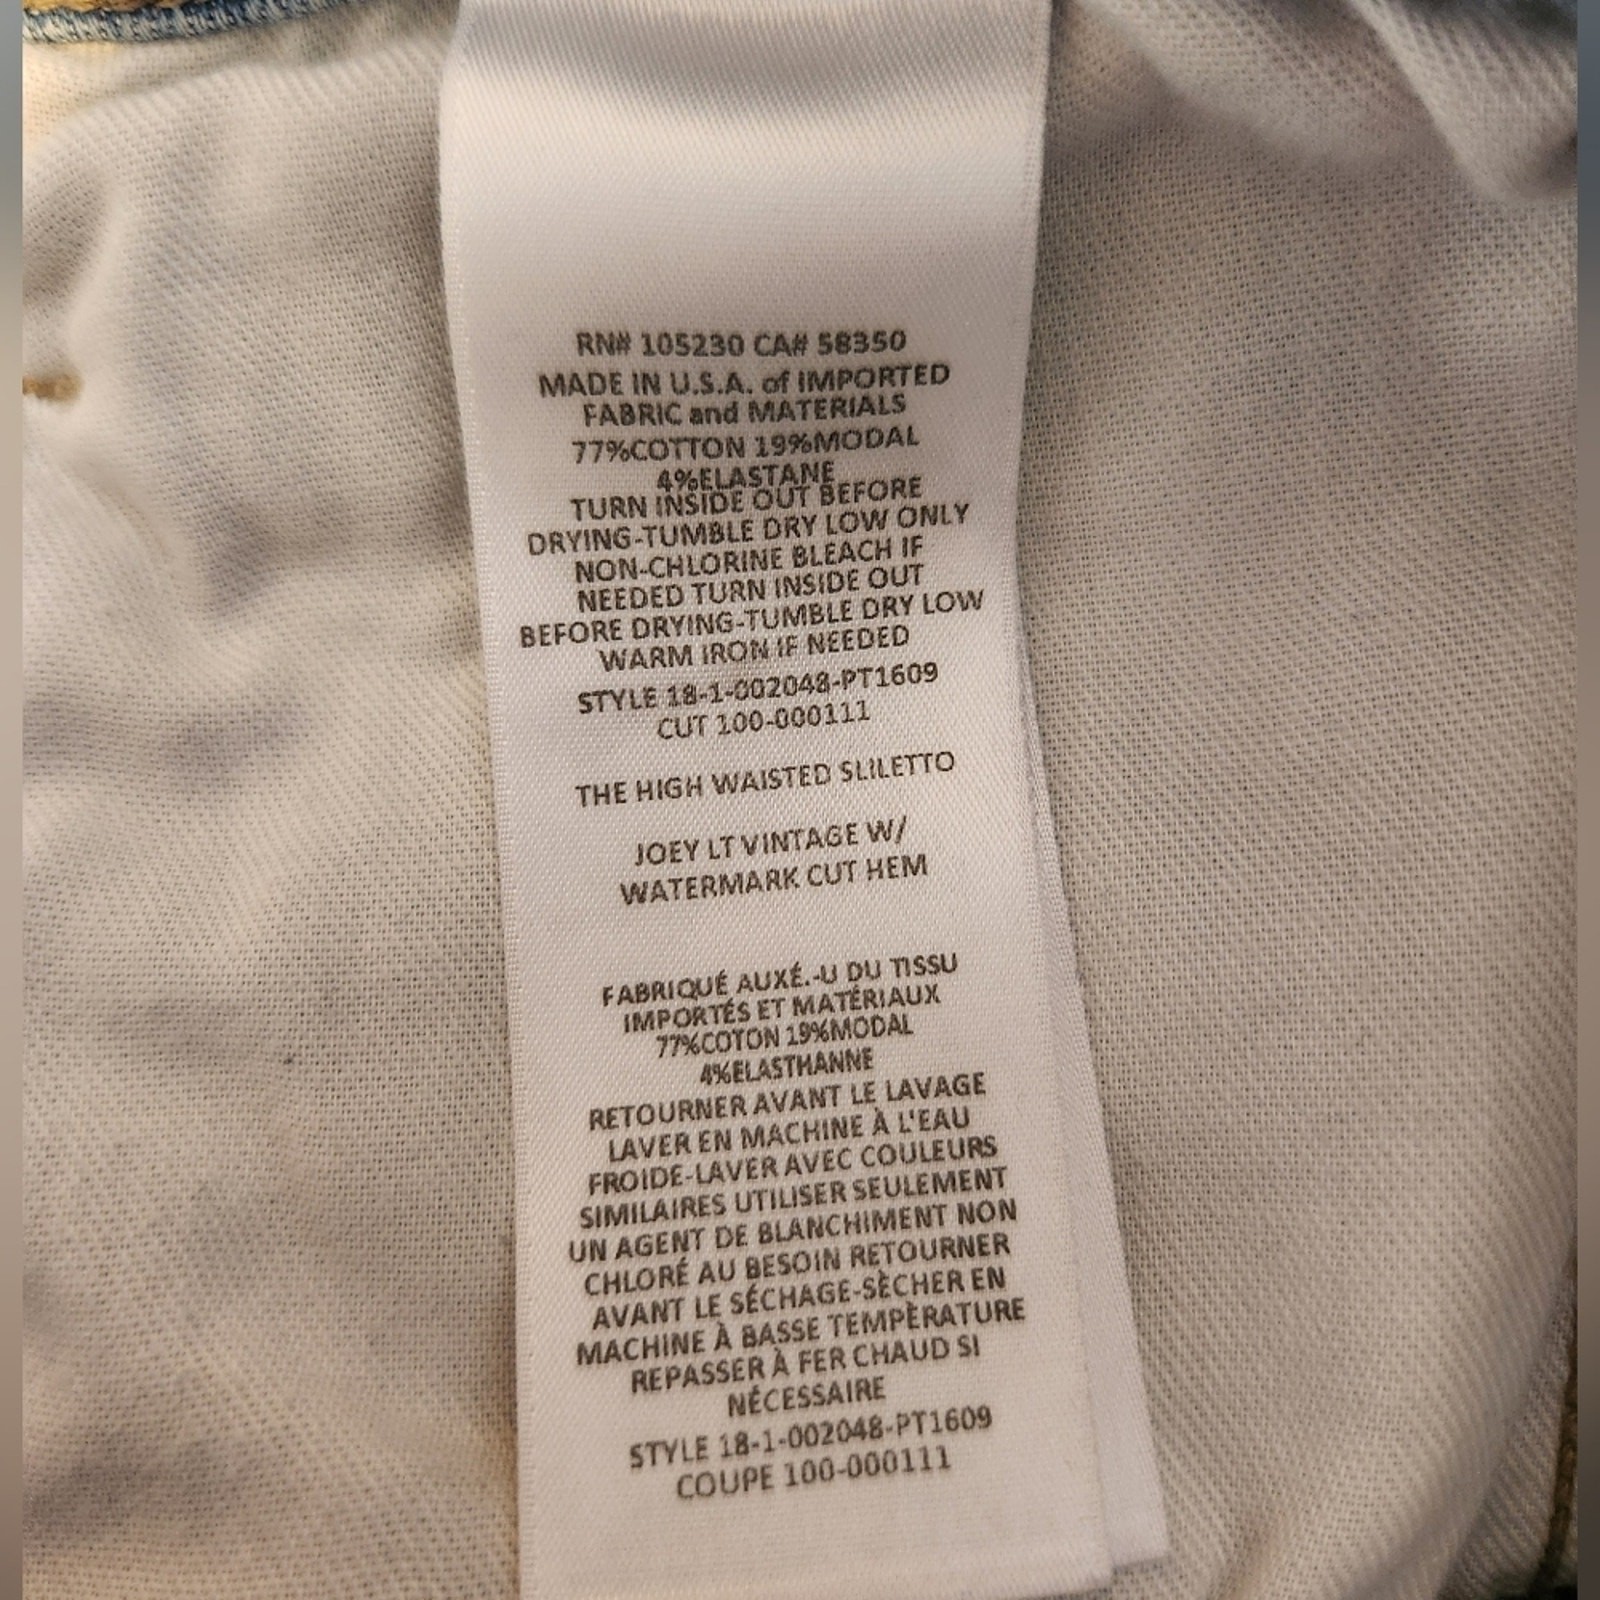 RN# 105230 CA# 58350
MADE IN U.S.A. of IMPORTED
FABRIC and MATERIALS
77%COTTON 19%MODAL
4%ELASTANE
TURN INSIDE OUT BEFORE
DRYING-TUMBLE DRY LOW ONLY
NON-CHLORINE BLEACH IF
NEEDED TURN INSIDE OUT
BEFORE DRYING-TUMBLE DRY LOW
WARM IRON IF NEEDED
STYLE 18-1-002048-PT1609
CUT 100-000111
THE HIGH WAISTED SLILETTO
JOEY LT VINTAGE W/
WATERMARK CUT HEM
FABRIQUÉ AUXÉ.-U DU TISSU
IMPORTÉS ET MATÉRIAUX
77%COTON 19%MODAL
4%ELASTHANNE
RETOURNER AVANT LE LAVAGE
LAVER EN MACHINE À L'EAU
FROIDE-LAVER AVEC COULEURS
SIMILAIRES UTILISER SEULEMENT
UN AGENT DE BLANCHIMENT NON
CHLORÉ AU BESOIN RETOURNER
AVANT LE SÉCHAGE-SÈCHER EN
MACHINE À BASSE TEMPÈRATURE
REPASSER À FER CHAUD SI
NÉCESSAIRE
STYLE 18-1-002048-PT1609
COUPE 100-000111